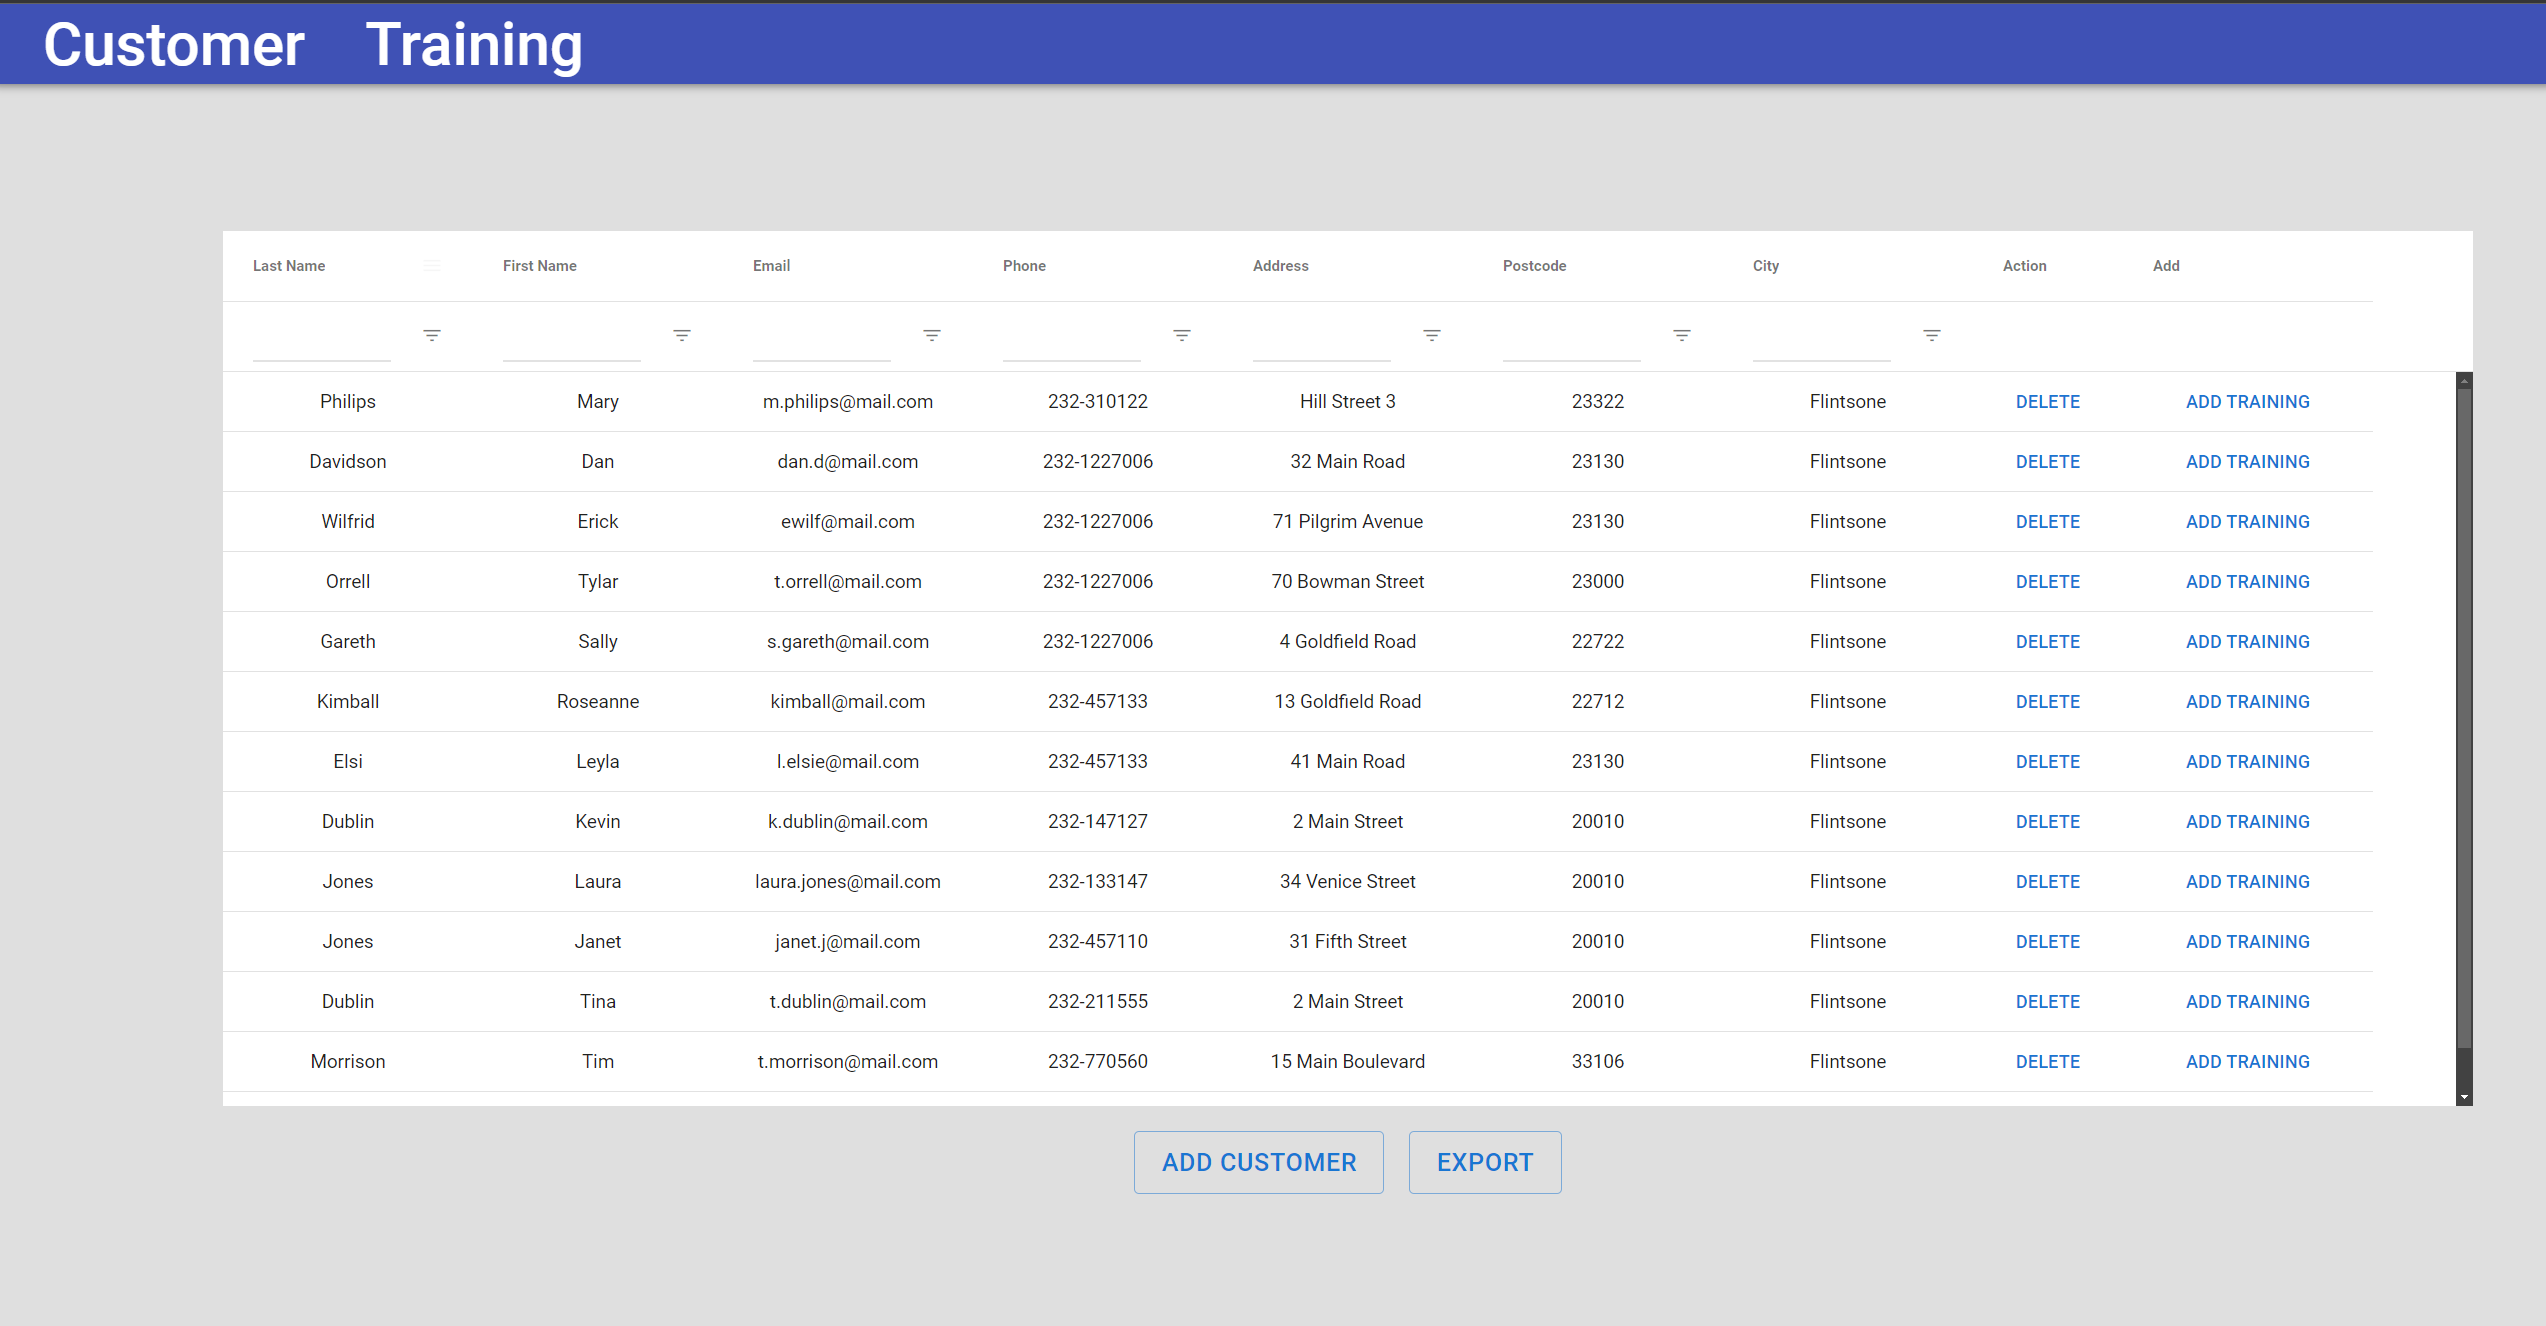 Customer Training
Last Name First Name Email Phone Address Postcode City Action Add
Philips Mary m.philips@mail.com 232-310122 Hill Street 3 23322 Flintsone DELETE ADD TRAINING
Davidson Dan dan.d@mail.com 232-1227006 32 Main Road 23130 Flintsone DELETE ADD TRAINING
Wilfrid Erick ewilf@mail.com 232-1227006 71 Pilgrim Avenue 23130 Flintsone DELETE ADD TRAINING
Orrell Tylar t.orrell@mail.com 232-1227006 70 Bowman Street 23000 Flintsone DELETE ADD TRAINING
Gareth Sally s.gareth@mail.com 232-1227006 4 Goldfield Road 22722 Flintsone DELETE ADD TRAINING
Kimball Roseanne kimball@mail.com 232-457133 13 Goldfield Road 22712 Flintsone DELETE ADD TRAINING
Elsi Leyla l.elsie@mail.com 232-457133 41 Main Road 23130 Flintsone DELETE ADD TRAINING
Dublin Kevin k.dublin@mail.com 232-147127 2 Main Street 20010 Flintsone DELETE ADD TRAINING
Jones Laura laura.jones@mail.com 232-133147 34 Venice Street 20010 Flintsone DELETE ADD TRAINING
Jones Janet janet.j@mail.com 232-457110 31 Fifth Street 20010 Flintsone DELETE ADD TRAINING
Dublin Tina t.dublin@mail.com 232-211555 2 Main Street 20010 Flintsone DELETE ADD TRAINING
Morrison Tim t.morrison@mail.com 232-770560 15 Main Boulevard 33106 Flintsone DELETE ADD TRAINING
ADD CUSTOMER EXPORT